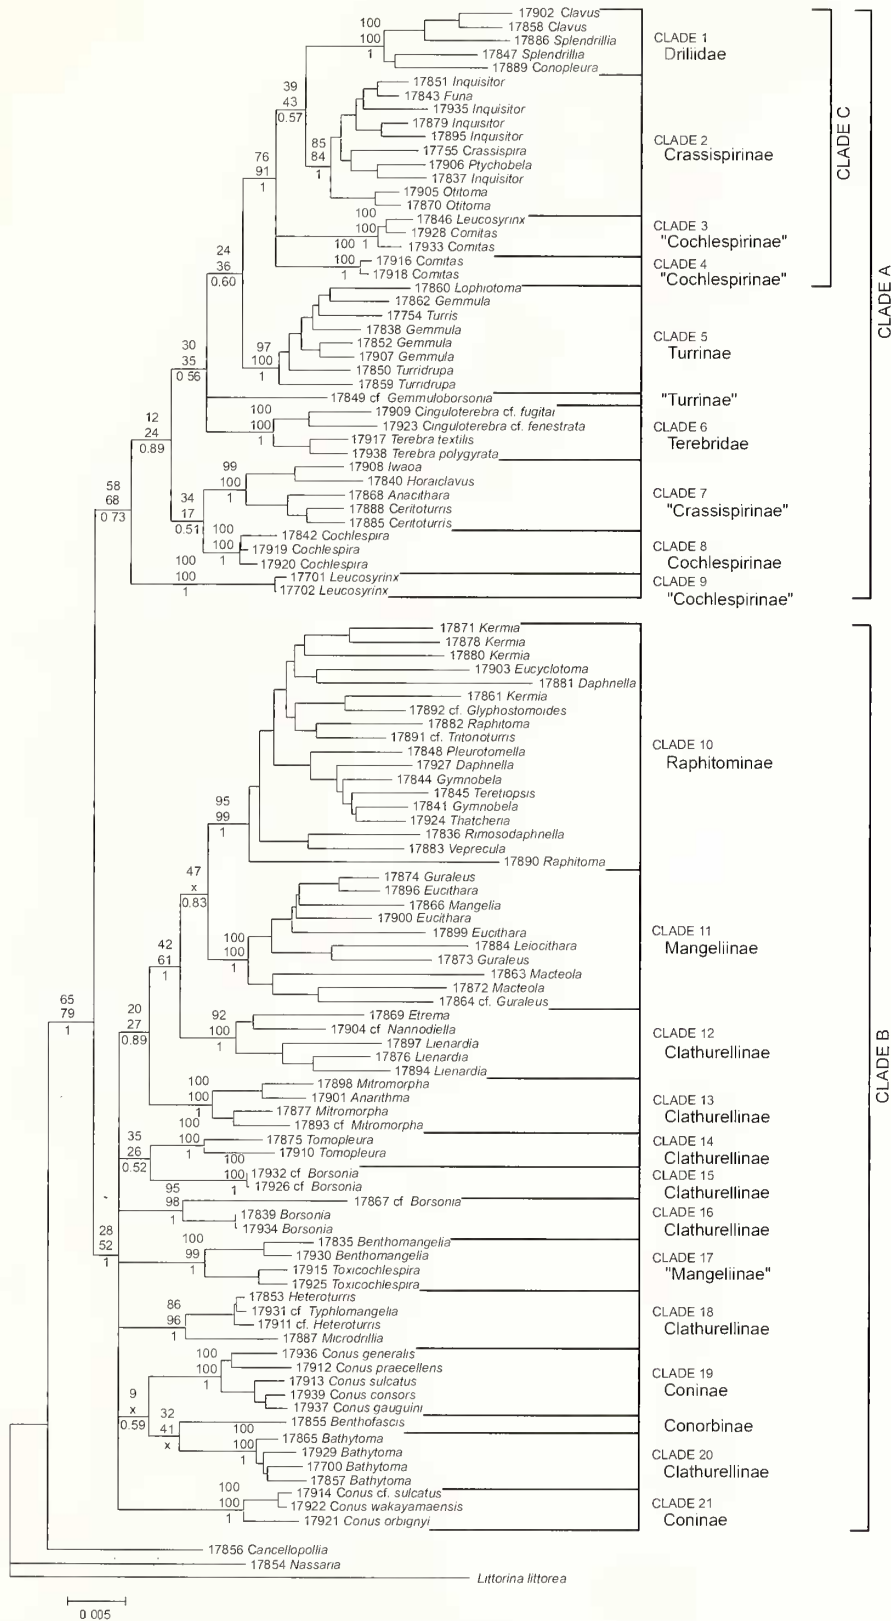 17902 Clavus
17858 Clavus
17886 Splendrillia
17847 Splendrillia
17889 Conopleura
100
100
1
CLADE 1
Drilliidae
17851 Inquisitor
17843 Funa
17935 Inquisitor
17879 Inquisitor
17895 Inquisitor
17755 Crassispira
17906 Ptychobela
17837 Inquisitor
17905 Otitoma
17870 Otitoma
39
43
0.57
85
84
1
CLADE 2
Crassispirinae
76
91
1
17846 Leucosyrinx
17928 Comitas
17933 Comitas
100
100 1
CLADE 3
"Cochlespirinae"
17916 Comitas
17918 Comitas
100
1
CLADE 4
"Cochlespirinae"
CLADE C
24
36
0.60
17860 Lophiotoma
17862 Gemmula
17754 Turris
17838 Gemmula
17852 Gemmula
17907 Gemmula
17850 Turridrupa
17859 Turridrupa
97
100
1
CLADE 5
Turrinae
30
35
0 56
17849 cf Gemmuloborsonia
"Turrinae"
17909 Cinguloterebra cf. fugitar
17923 Cinguloterebra cf. fenestrata
17917 Terebra textilis
17938 Terebra polygyrata
100
100
1
CLADE 6
Terebridae
12
24
0.89
17908 Iwaoa
17840 Horaiclavus
17868 Anacithara
17888 Ceritoturris
17885 Ceritoturris
99
100
1
CLADE 7
"Crassispirinae"
34
17
0.51
17842 Cochlespira
17919 Cochlespira
17920 Cochlespira
100
100
1
CLADE 8
Cochlespirinae
58
68
0 73
17701 Leucosyrinx
17702 Leucosyrinx
100
100
1
CLADE 9
"Cochlespirinae"
CLADE A
17871 Kermia
17878 Kermia
17880 Kermia
17903 Eucyclotoma
17881 Daphnella
17861 Kermia
17892 cf. Glyphostomoides
17882 Raphitoma
17891 cf. Tritonoturris
17848 Pleurotomella
17927 Daphnella
17844 Gymnobela
17845 Teretiopsis
17841 Gymnobela
17924 Thatcheria
17836 Rimosodaphnella
17883 Veprecula
17890 Raphitoma
95
99
1
CLADE 10
Raphitominae
47
x
0.83
17874 Guraleus
17896 Eucithara
17866 Mangelia
17900 Eucithara
17899 Eucithara
17884 Leiocithara
17873 Guraleus
17863 Macteola
17872 Macteola
17864 cf. Guraleus
100
100
1
CLADE 11
Mangeliinae
42
61
1
17869 Etrema
17904 cf Nannodiella
17897 Lienardia
17876 Lienardia
17894 Lienardia
92
100
1
CLADE 12
Clathurellinae
65
79
1
20
27
0.89
17898 Mitromorpha
17901 Anarithma
17877 Mitromorpha
17893 cf Mitromorpha
100
100
1
CLADE 13
Clathurellinae
35
26
0.52
17875 Tomopleura
17910 Tomopleura
100
100
1
CLADE 14
Clathurellinae
17932 cf Borsonia
17926 cf Borsonia
100
100
1
CLADE 15
Clathurellinae
17867 cf Borsonia
17839 Borsonia
17934 Borsonia
95
98
1
CLADE 16
Clathurellinae
28
52
1
17835 Benthomangelia
17930 Benthomangelia
17915 Toxicochlespira
17925 Toxicochlespira
100
99
1
CLADE 17
"Mangeliinae"
17853 Heteroturris
17931 cf Typhlomangelia
17911 cf. Heteroturris
17887 Microdrillia
86
96
1
CLADE 18
Clathurellinae
17936 Conus generalis
17912 Conus praecellens
17913 Conus sulcatus
17939 Conus consors
17937 Conus gauguini
100
100
1
CLADE 19
Coninae
9
x
0.59
32
41
x
17855 Benthofascis
Conorbinae
17865 Bathytoma
17929 Bathytoma
17700 Bathytoma
17857 Bathytoma
100
100
1
CLADE 20
Clathurellinae
17914 Conus cf. sulcatus
17922 Conus wakayamaensis
17921 Conus orbignyi
100
100
1
CLADE 21
Coninae
CLADE B
17856 Cancellopollia
17854 Nassaria
Littorina littorea
0 005